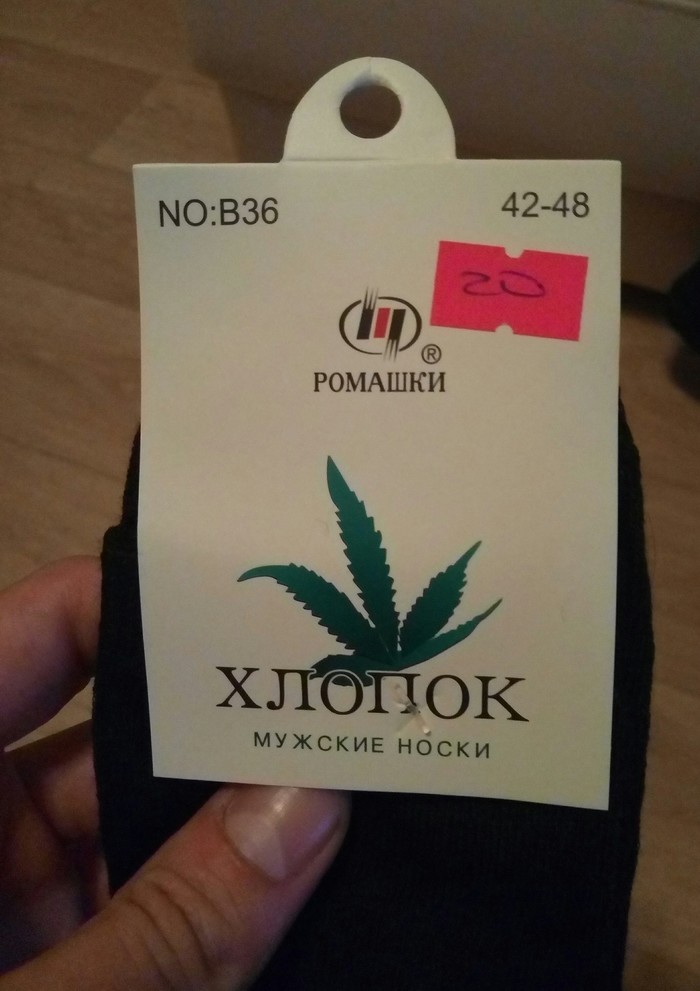 NO:B36
42-48
20
®
РОМАШКИ
ХЛОПОК
МУЖСКИЕ НОСКИ